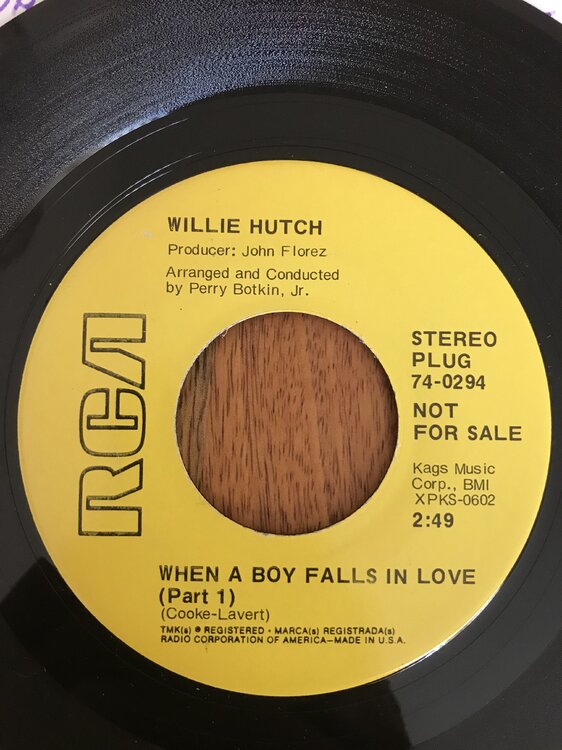 WILLIE HUTCH
Producer: John Florez
Arranged and Conducted
by Perry Botkin, Jr.
RCA
STEREO
PLUG
74-0294
NOT
FOR SALE
Kags Music
Corp., BMI
XPKS-0602
2:49
WHEN A BOY FALLS IN LOVE
(Part 1)
(Cooke-Lavert)
TMK(s) ® REGISTERED • MARCA(s) REGISTRADA(s)
RADIO CORPORATION OF AMERICA—MADE IN U.S.A.